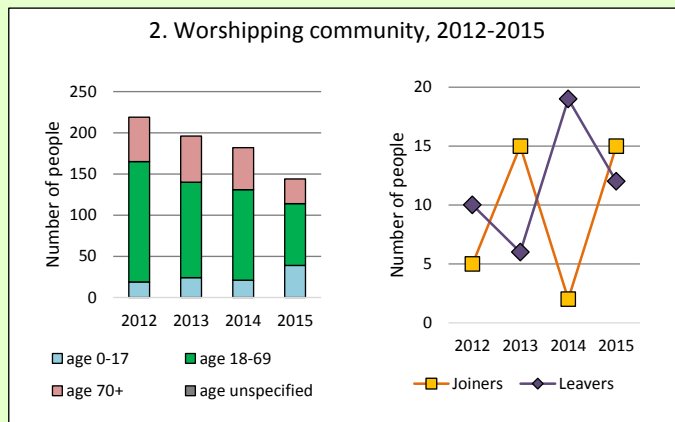 2. Worshipping community, 2012-2015
Number of people
250
200
150
100
50
0
2012 2013 2014 2015
age 0-17 age 18-69
age 70+ age unspecified
Number of people
20
15
10
5
0
2012 2013 2014 2015
Joiners Leavers